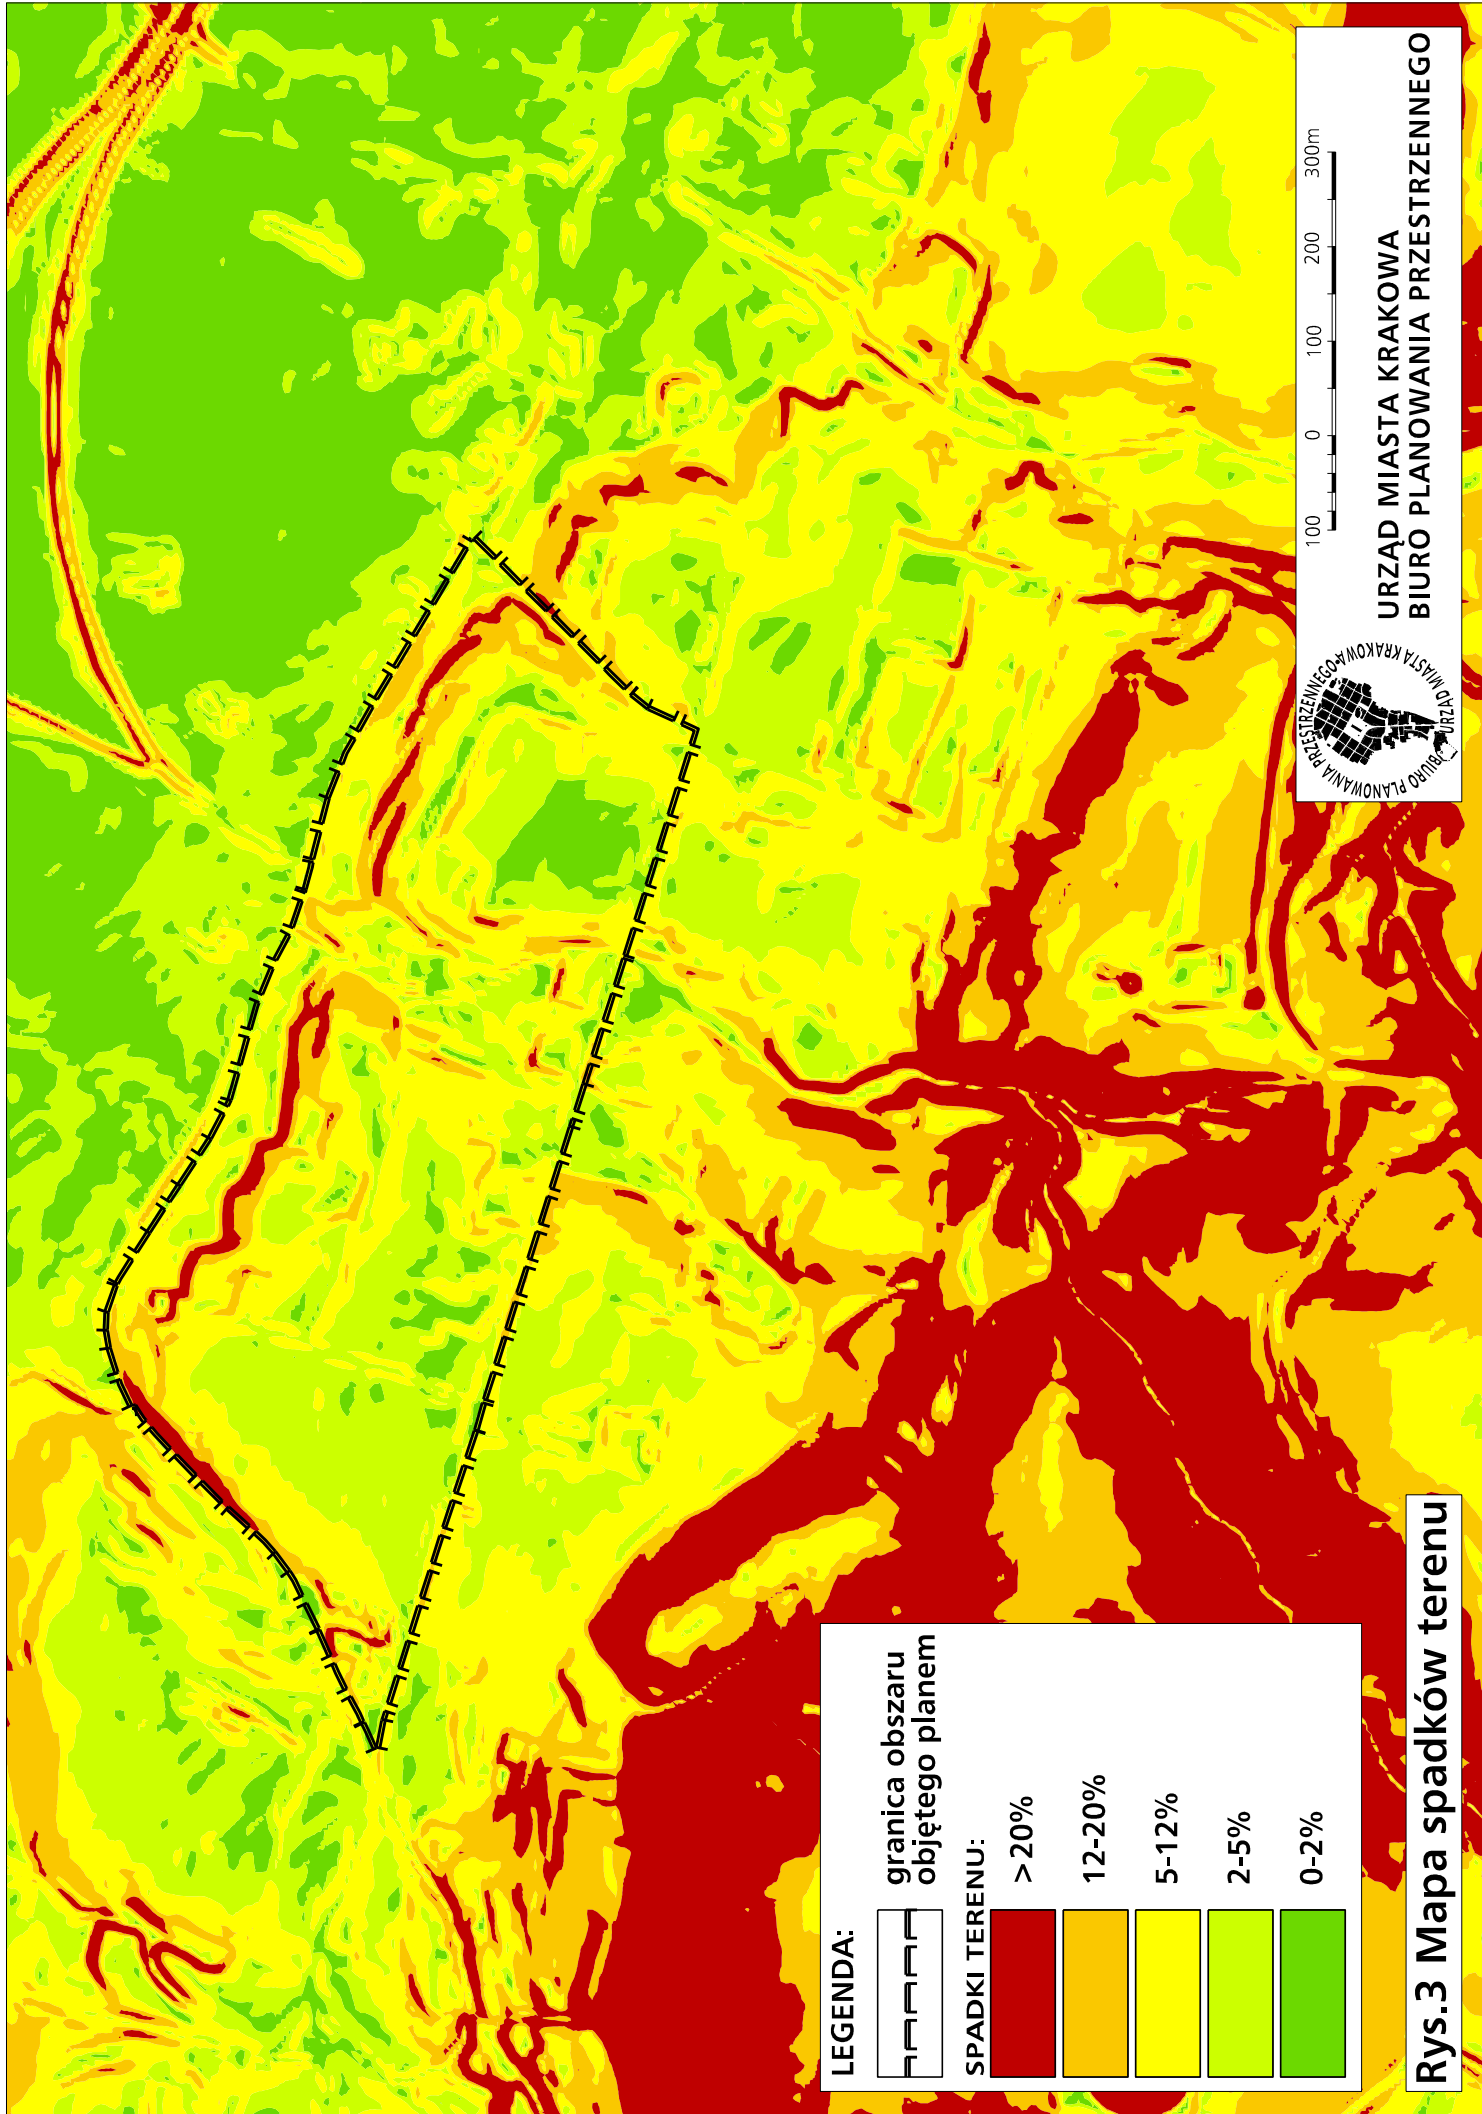 LEGENDA:
granica obszaru
objętego planem
SPADKI TERENU:
>20%
12-20%
5-12%
2-5%
0-2%
Rys.3 Mapa spadków terenu
100 0 100 200 300m
URZĄD MIASTA KRAKOWA
BIURO PLANOWANIA PRZESTRZENNEGO
BIURO PLANOWANIA PRZESTRZENNEGO
URZĄD MIASTA KRAKOWA